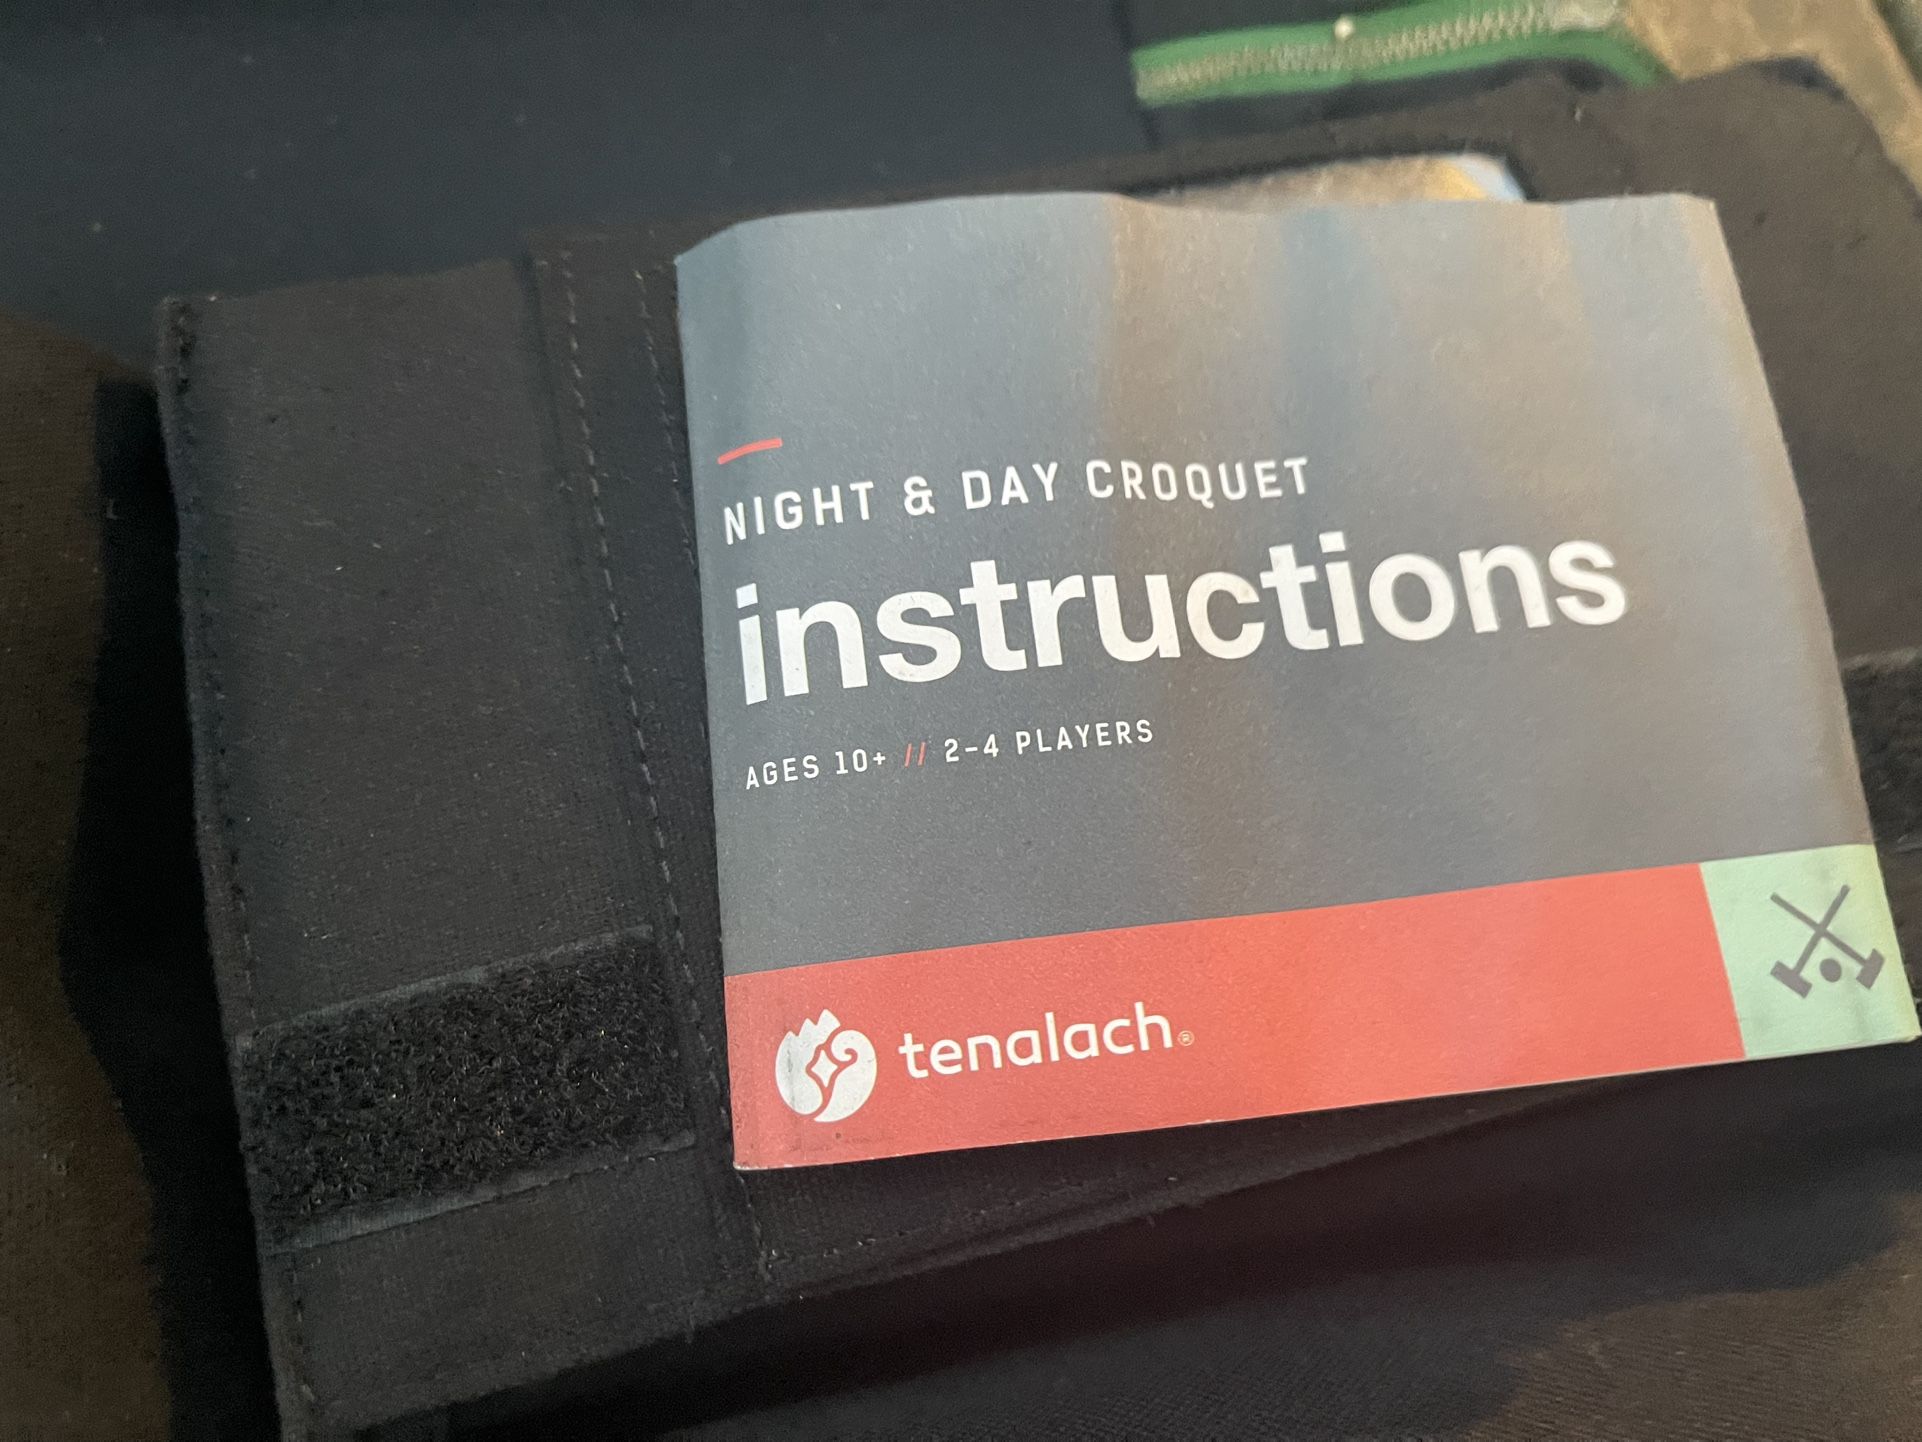 NIGHT & DAY CROQUET
instructions
AGES 10+ // 2-4 PLAYERS
tenalach®